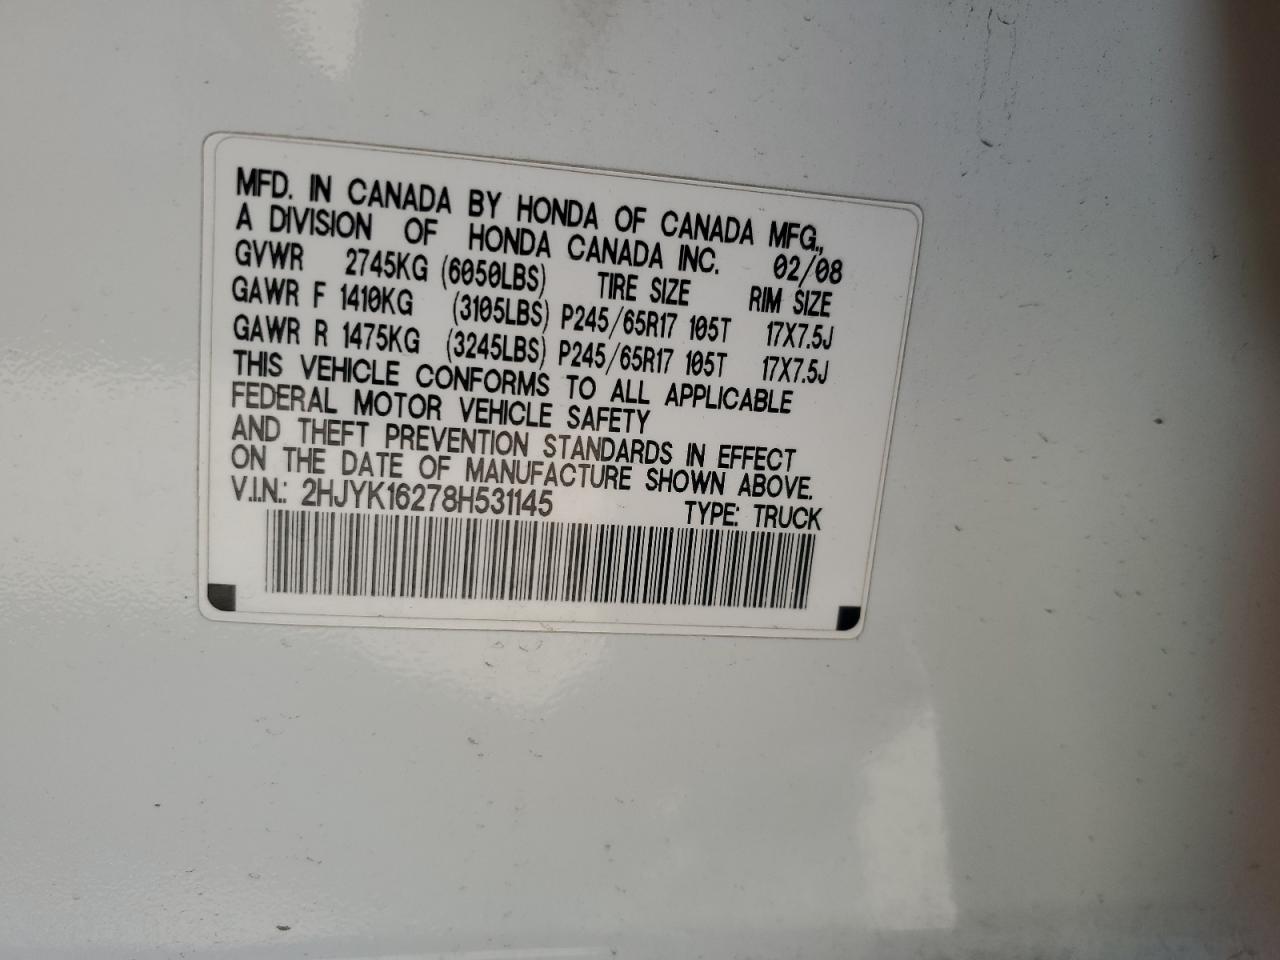 MFD. IN CANADA BY HONDA OF CANADA MFG.,
A DIVISION OF HONDA CANADA INC. 02/08
GVWR 2745KG (6050LBS) TIRE SIZE RIM SIZE
GAWR F 1410KG (3105LBS) P245/65R17 105T 17X7.5J
GAWR R 1475KG (3245LBS) P245/65R17 105T 17X7.5J
THIS VEHICLE CONFORMS TO ALL APPLICABLE
FEDERAL MOTOR VEHICLE SAFETY
AND THEFT PREVENTION STANDARDS IN EFFECT
ON THE DATE OF MANUFACTURE SHOWN ABOVE.
V.I.N.: 2HJYK16278H531145 TYPE: TRUCK